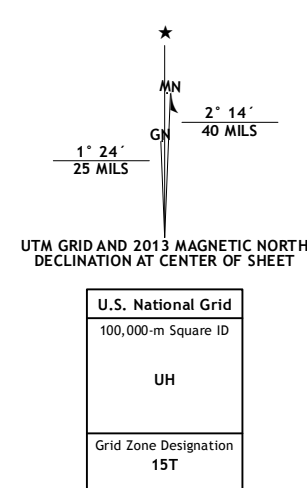 MN
GN
2° 14´
40 MILS
1° 24´
25 MILS
UTM GRID AND 2013 MAGNETIC NORTH
DECLINATION AT CENTER OF SHEET
U.S. National Grid
100,000-m Square ID
UH
Grid Zone Designation
15T